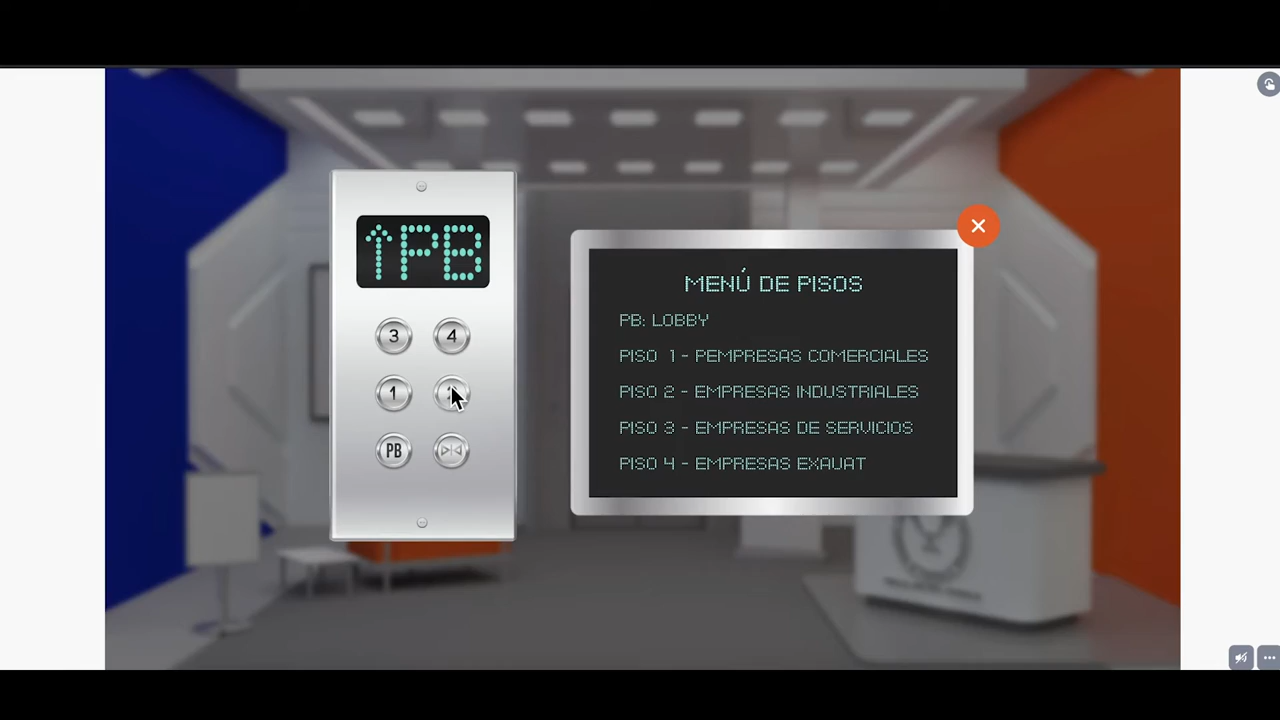 ↑PB
3 4
1
PB
MENÚ DE PISOS
PB: LOBBY
PISO 1 - PEMPRESAS COMERCIALES
PISO 2 - EMPRESAS INDUSTRIALES
PISO 3 - EMPRESAS DE SERVICIOS
PISO 4 - EMPRESAS EXAUAT